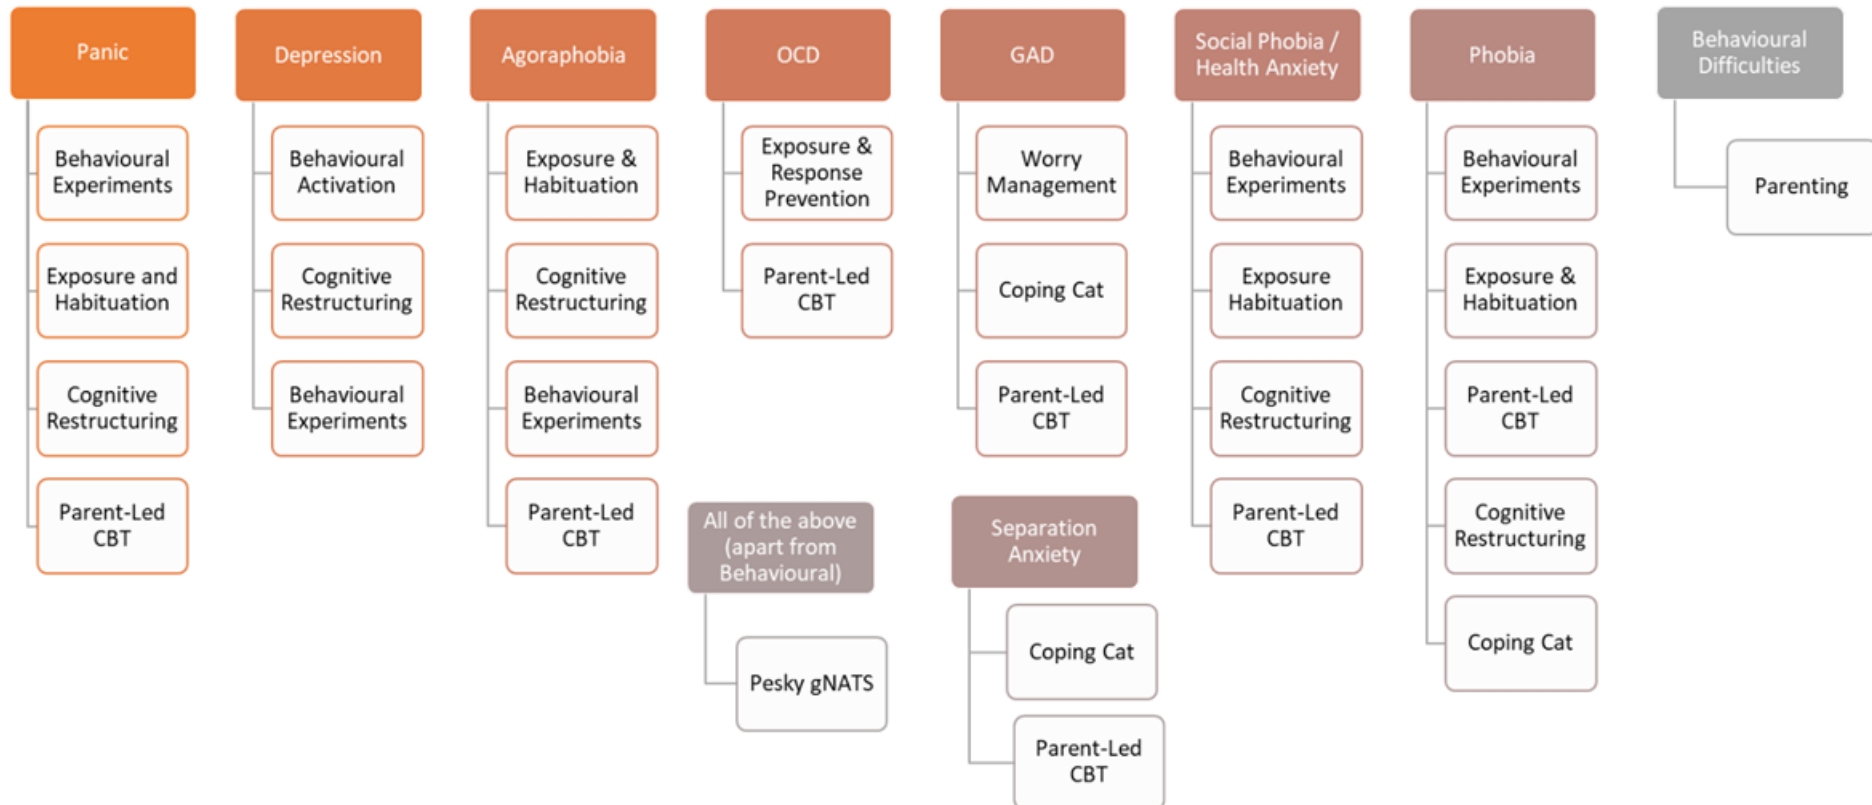 Panic
Behavioural
Experiments
Exposure and
Habituation
Cognitive
Restructuring
Parent-Led
CBT
Depression
Behavioural
Activation
Cognitive
Restructuring
Behavioural
Experiments
Agoraphobia
Exposure &
Habituation
Cognitive
Restructuring
Behavioural
Experiments
Parent-Led
CBT
OCD
Exposure &
Response
Prevention
Parent-Led
CBT
All of the above
(apart from
Behavioural)
Pesky gNATS
GAD
Worry
Management
Coping Cat
Parent-Led
CBT
Separation
Anxiety
Coping Cat
Parent-Led
CBT
Social Phobia /
Health Anxiety
Behavioural
Experiments
Exposure
Habituation
Cognitive
Restructuring
Parent-Led
CBT
Phobia
Behavioural
Experiments
Exposure &
Habituation
Parent-Led
CBT
Cognitive
Restructuring
Coping Cat
Behavioural
Difficulties
Parenting